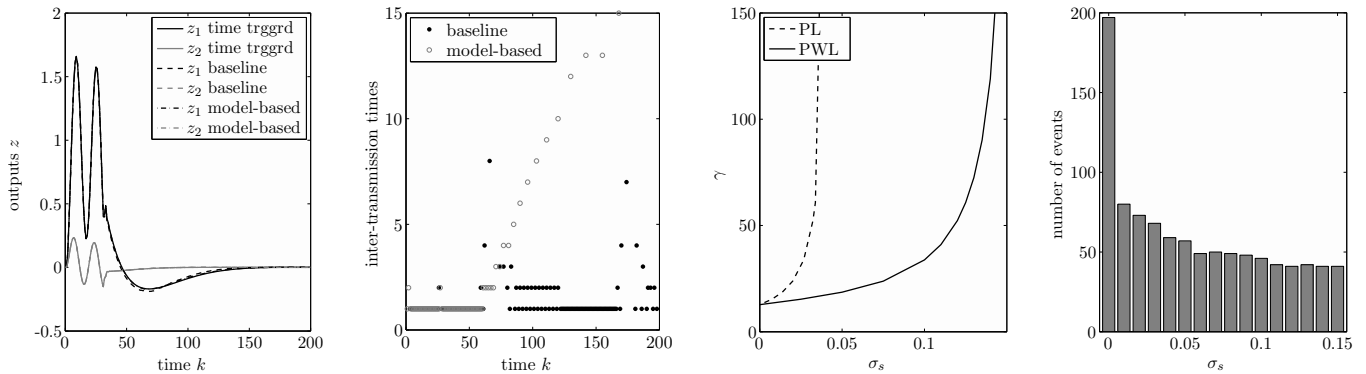 z₁ time trggrd
z₂ time trggrd
z₁ baseline
z₂ baseline
z₁ model-based
z₂ model-based
outputs z
2
1.5
1
0.5
0
-0.5
0 50 100 150 200
time k
baseline
model-based
inter-transmission times
15
10
5
0
0 50 100 150 200
time k
PL
PWL
γ
150
100
50
0
0 0.05 0.1
σₛ
number of events
200
150
100
50
0
0 0.05 0.1 0.15
σₛ